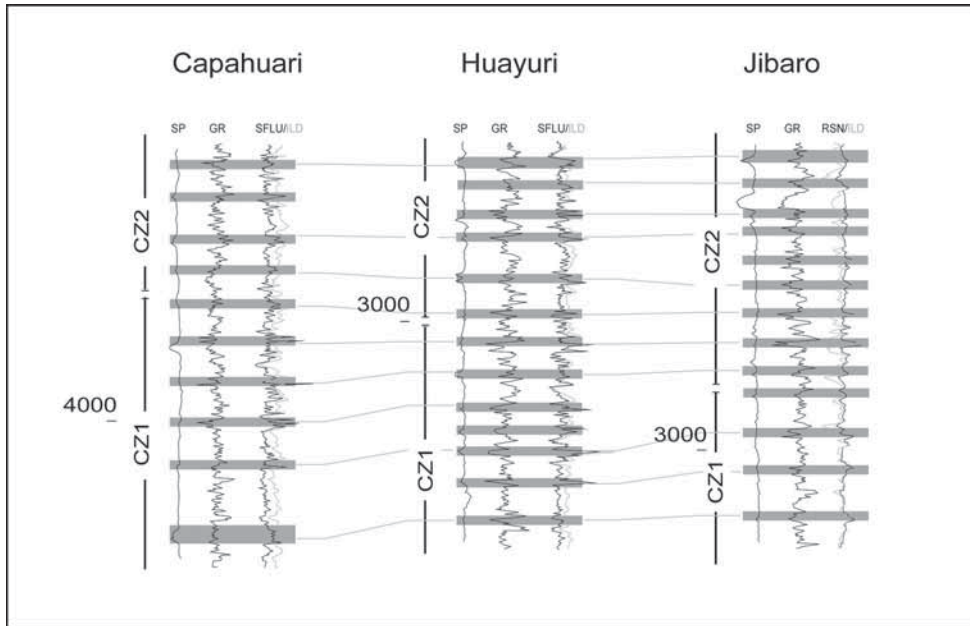 Capahuari Huayuri Jibaro
SP GR SFLU/ILD SP GR SFLU/ILD SP GR RSN/ILD
CZ2 CZ2 CZ2
3000
4000
3000
CZ1 CZ1 CZ1